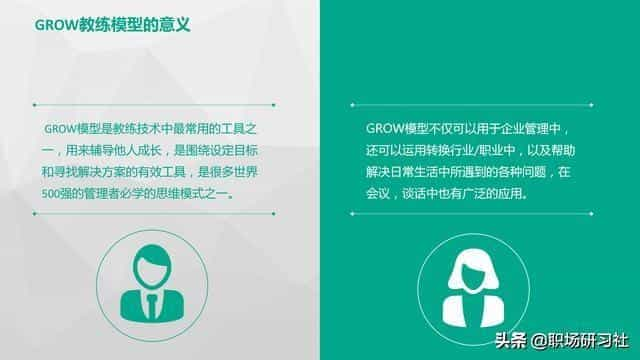 GROW教练模型的意义
GROW模型是教练技术中最常用的工具之
一，用来辅导他人成长，是围绕设定目标
和寻找解决方案的有效工具，是很多世界
500强的管理者必学的思维模式之一。
GROW模型不仅可以用于企业管理中，
还可以运用转换行业/职业中，以及帮助
解决日常生活中所遇到的各种问题，在
会议，谈话中也有广泛的应用。
头条 @职场研习社